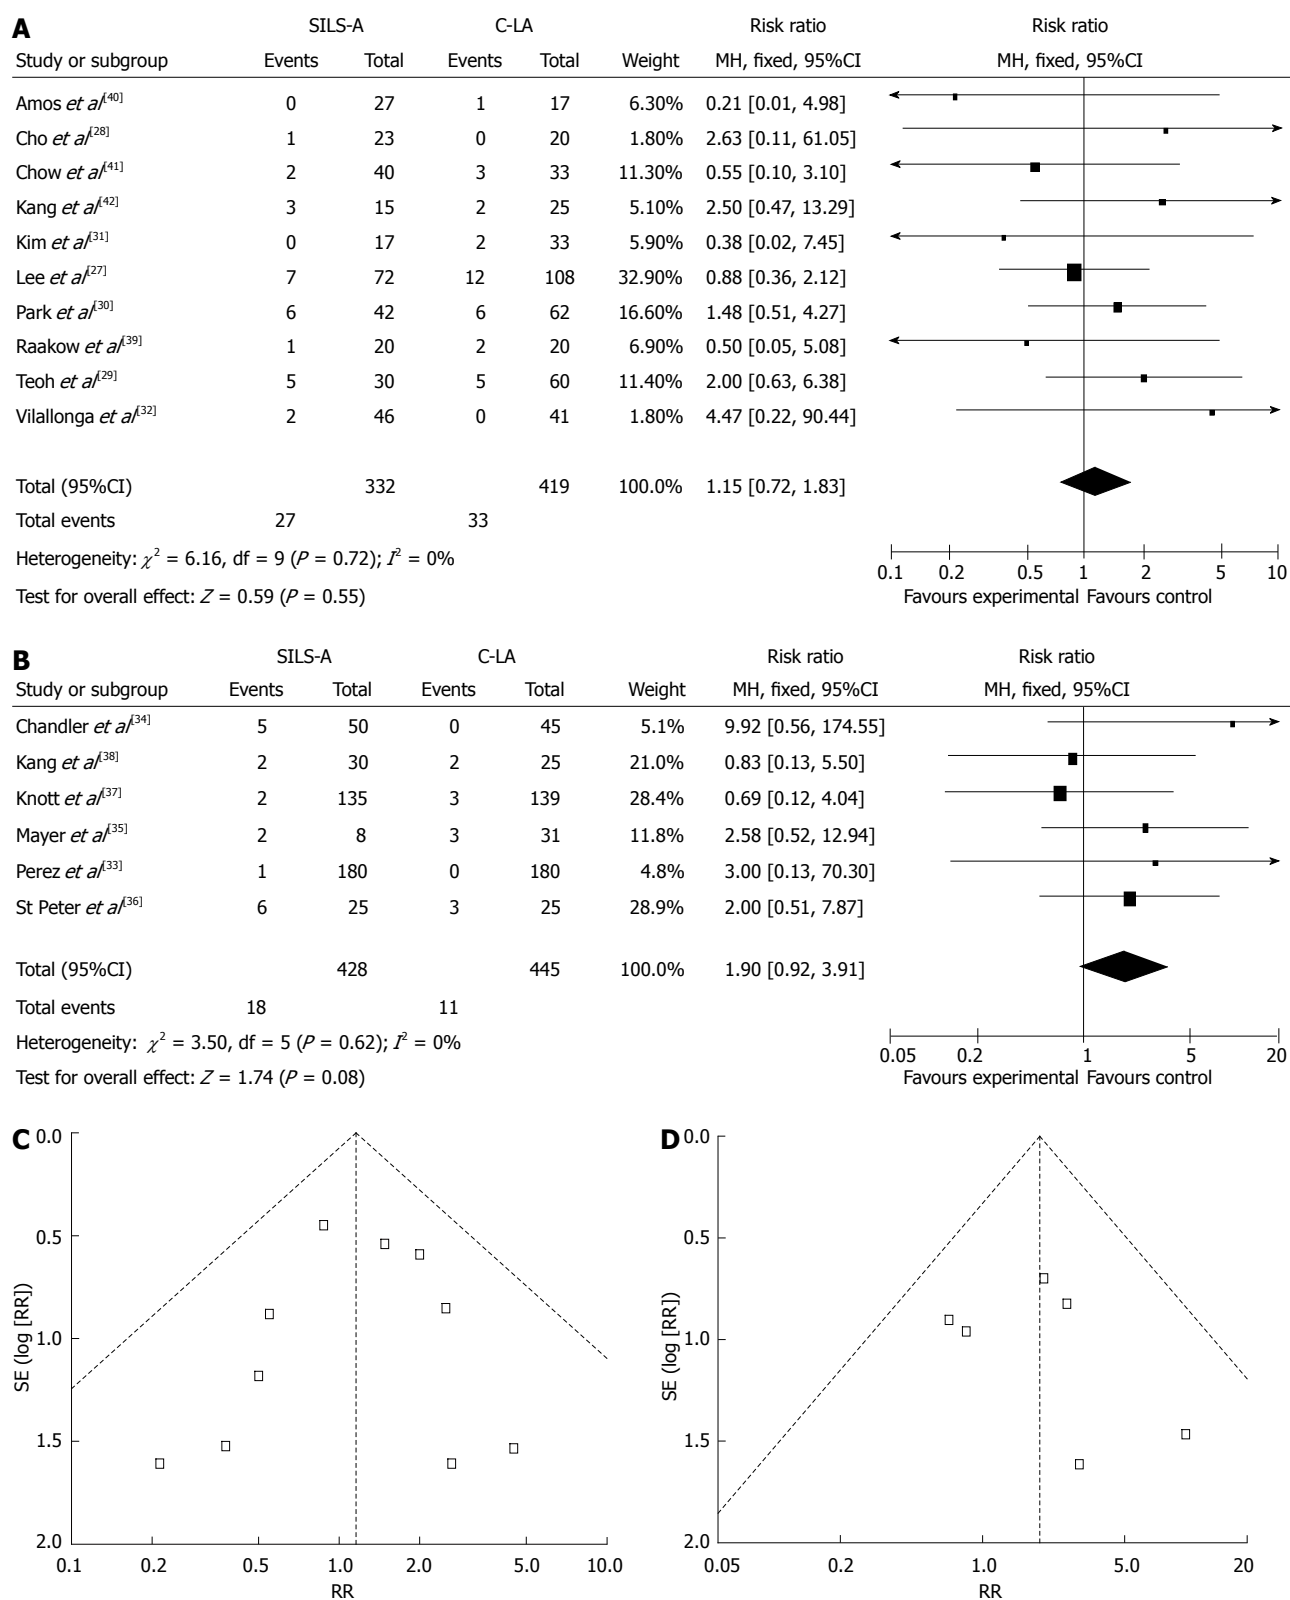 A SILS-A C-LA Risk ratio Risk ratio
Study or subgroup Events Total Events Total Weight MH, fixed, 95%CI MH, fixed, 95%CI
Amos et al[40] 0 27 1 17 6.30% 0.21 [0.01, 4.98]
Cho et al[28] 1 23 0 20 1.80% 2.63 [0.11, 61.05]
Chow et al[41] 2 40 3 33 11.30% 0.55 [0.10, 3.10]
Kang et al[42] 3 15 2 25 5.10% 2.50 [0.47, 13.29]
Kim et al[31] 0 17 2 33 5.90% 0.38 [0.02, 7.45]
Lee et al[27] 7 72 12 108 32.90% 0.88 [0.36, 2.12]
Park et al[30] 6 42 6 62 16.60% 1.48 [0.51, 4.27]
Raakow et al[39] 1 20 2 20 6.90% 0.50 [0.05, 5.08]
Teoh et al[29] 5 30 5 60 11.40% 2.00 [0.63, 6.38]
Vilallonga et al[32] 2 46 0 41 1.80% 4.47 [0.22, 90.44]
Total (95%CI) 332 419 100.0% 1.15 [0.72, 1.83]
Total events 27 33
Heterogeneity: χ² = 6.16, df = 9 (P = 0.72); I² = 0%
0.1 0.2 0.5 1 2 5 10
Test for overall effect: Z = 0.59 (P = 0.55)
Favours experimental Favours control
B SILS-A C-LA Risk ratio Risk ratio
Study or subgroup Events Total Events Total Weight MH, fixed, 95%CI MH, fixed, 95%CI
Chandler et al[34] 5 50 0 45 5.1% 9.92 [0.56, 174.55]
Kang et al[38] 2 30 2 25 21.0% 0.83 [0.13, 5.50]
Knott et al[37] 2 135 3 139 28.4% 0.69 [0.12, 4.04]
Mayer et al[35] 2 8 3 31 11.8% 2.58 [0.52, 12.94]
Perez et al[33] 1 180 0 180 4.8% 3.00 [0.13, 70.30]
St Peter et al[36] 6 25 3 25 28.9% 2.00 [0.51, 7.87]
Total (95%CI) 428 445 100.0% 1.90 [0.92, 3.91]
Total events 18 11
Heterogeneity: χ² = 3.50, df = 5 (P = 0.62); I² = 0%
0.05 0.2 1 5 20
Test for overall effect: Z = 1.74 (P = 0.08)
Favours experimental Favours control
C
0.0
0.5
1.0
1.5
2.0
SE (log [RR])
0.1 0.2 0.5 1.0 2.0 5.0 10.0
RR
D
0.0
0.5
1.0
1.5
2.0
SE (log [RR])
0.05 0.2 1.0 5.0 20
RR